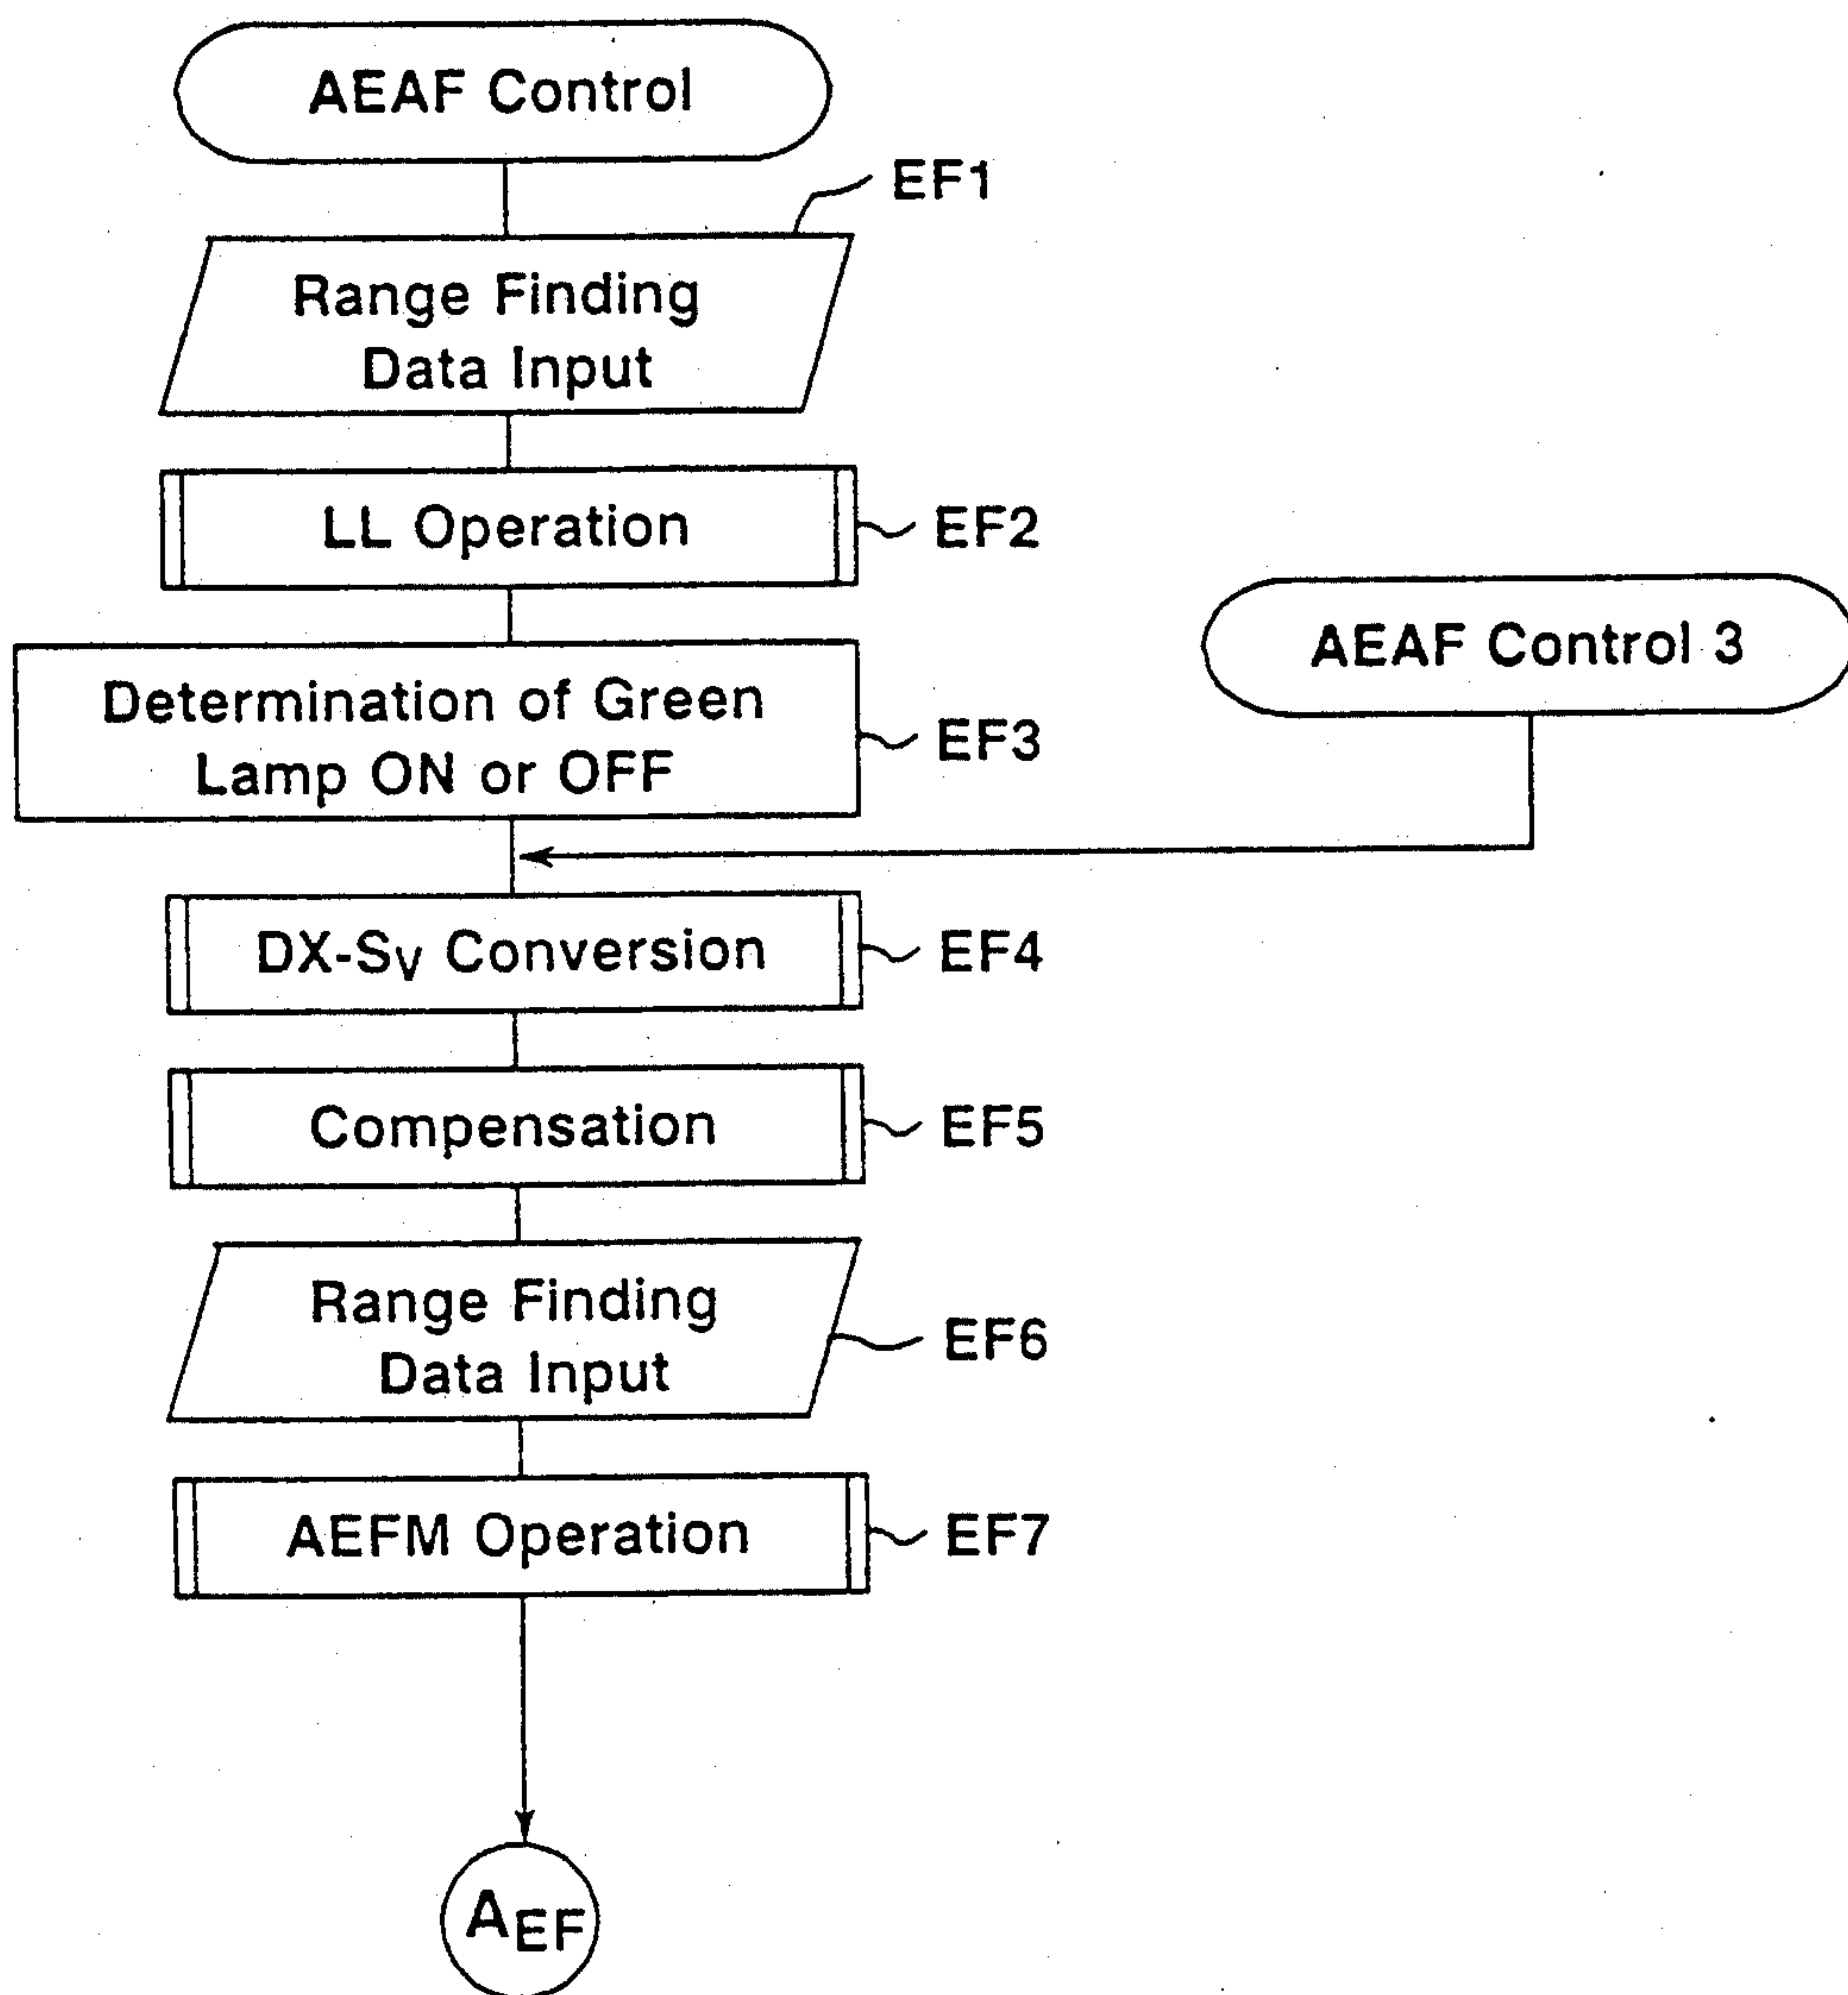 AEAF Control
EF1
Range Finding
Data Input
LL Operation
EF2
Determination of Green
Lamp ON or OFF
EF3
AEAF Control 3
DX-Sv Conversion
EF4
Compensation
EF5
Range Finding
Data Input
EF6
AEFM Operation
EF7
AEF